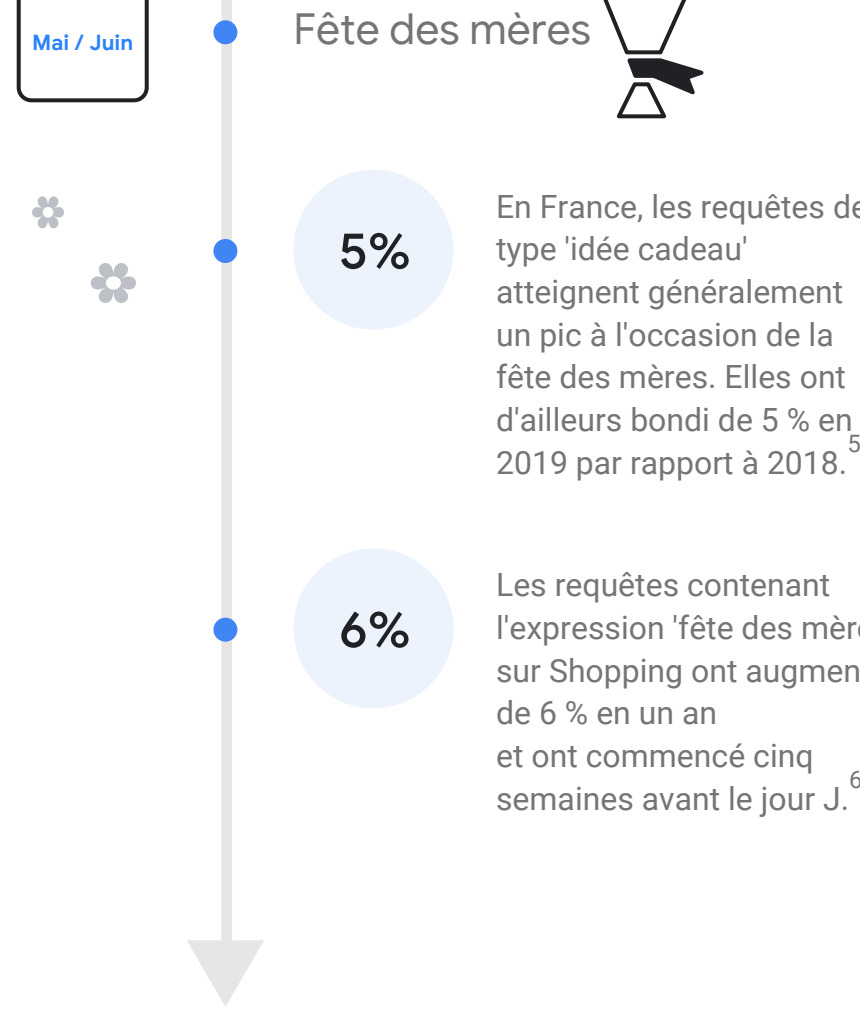 Mai / Juin
Fête des mères
5%
En France, les requêtes de
type 'idée cadeau'
atteignent généralement
un pic à l'occasion de la
fête des mères. Elles ont
d'ailleurs bondi de 5 % en
2019 par rapport à 2018.5
6%
Les requêtes contenant
l'expression 'fête des
sur Shopping ont
de 6 % en un an
et ont commencé cinq
semaines avant le jour J.6